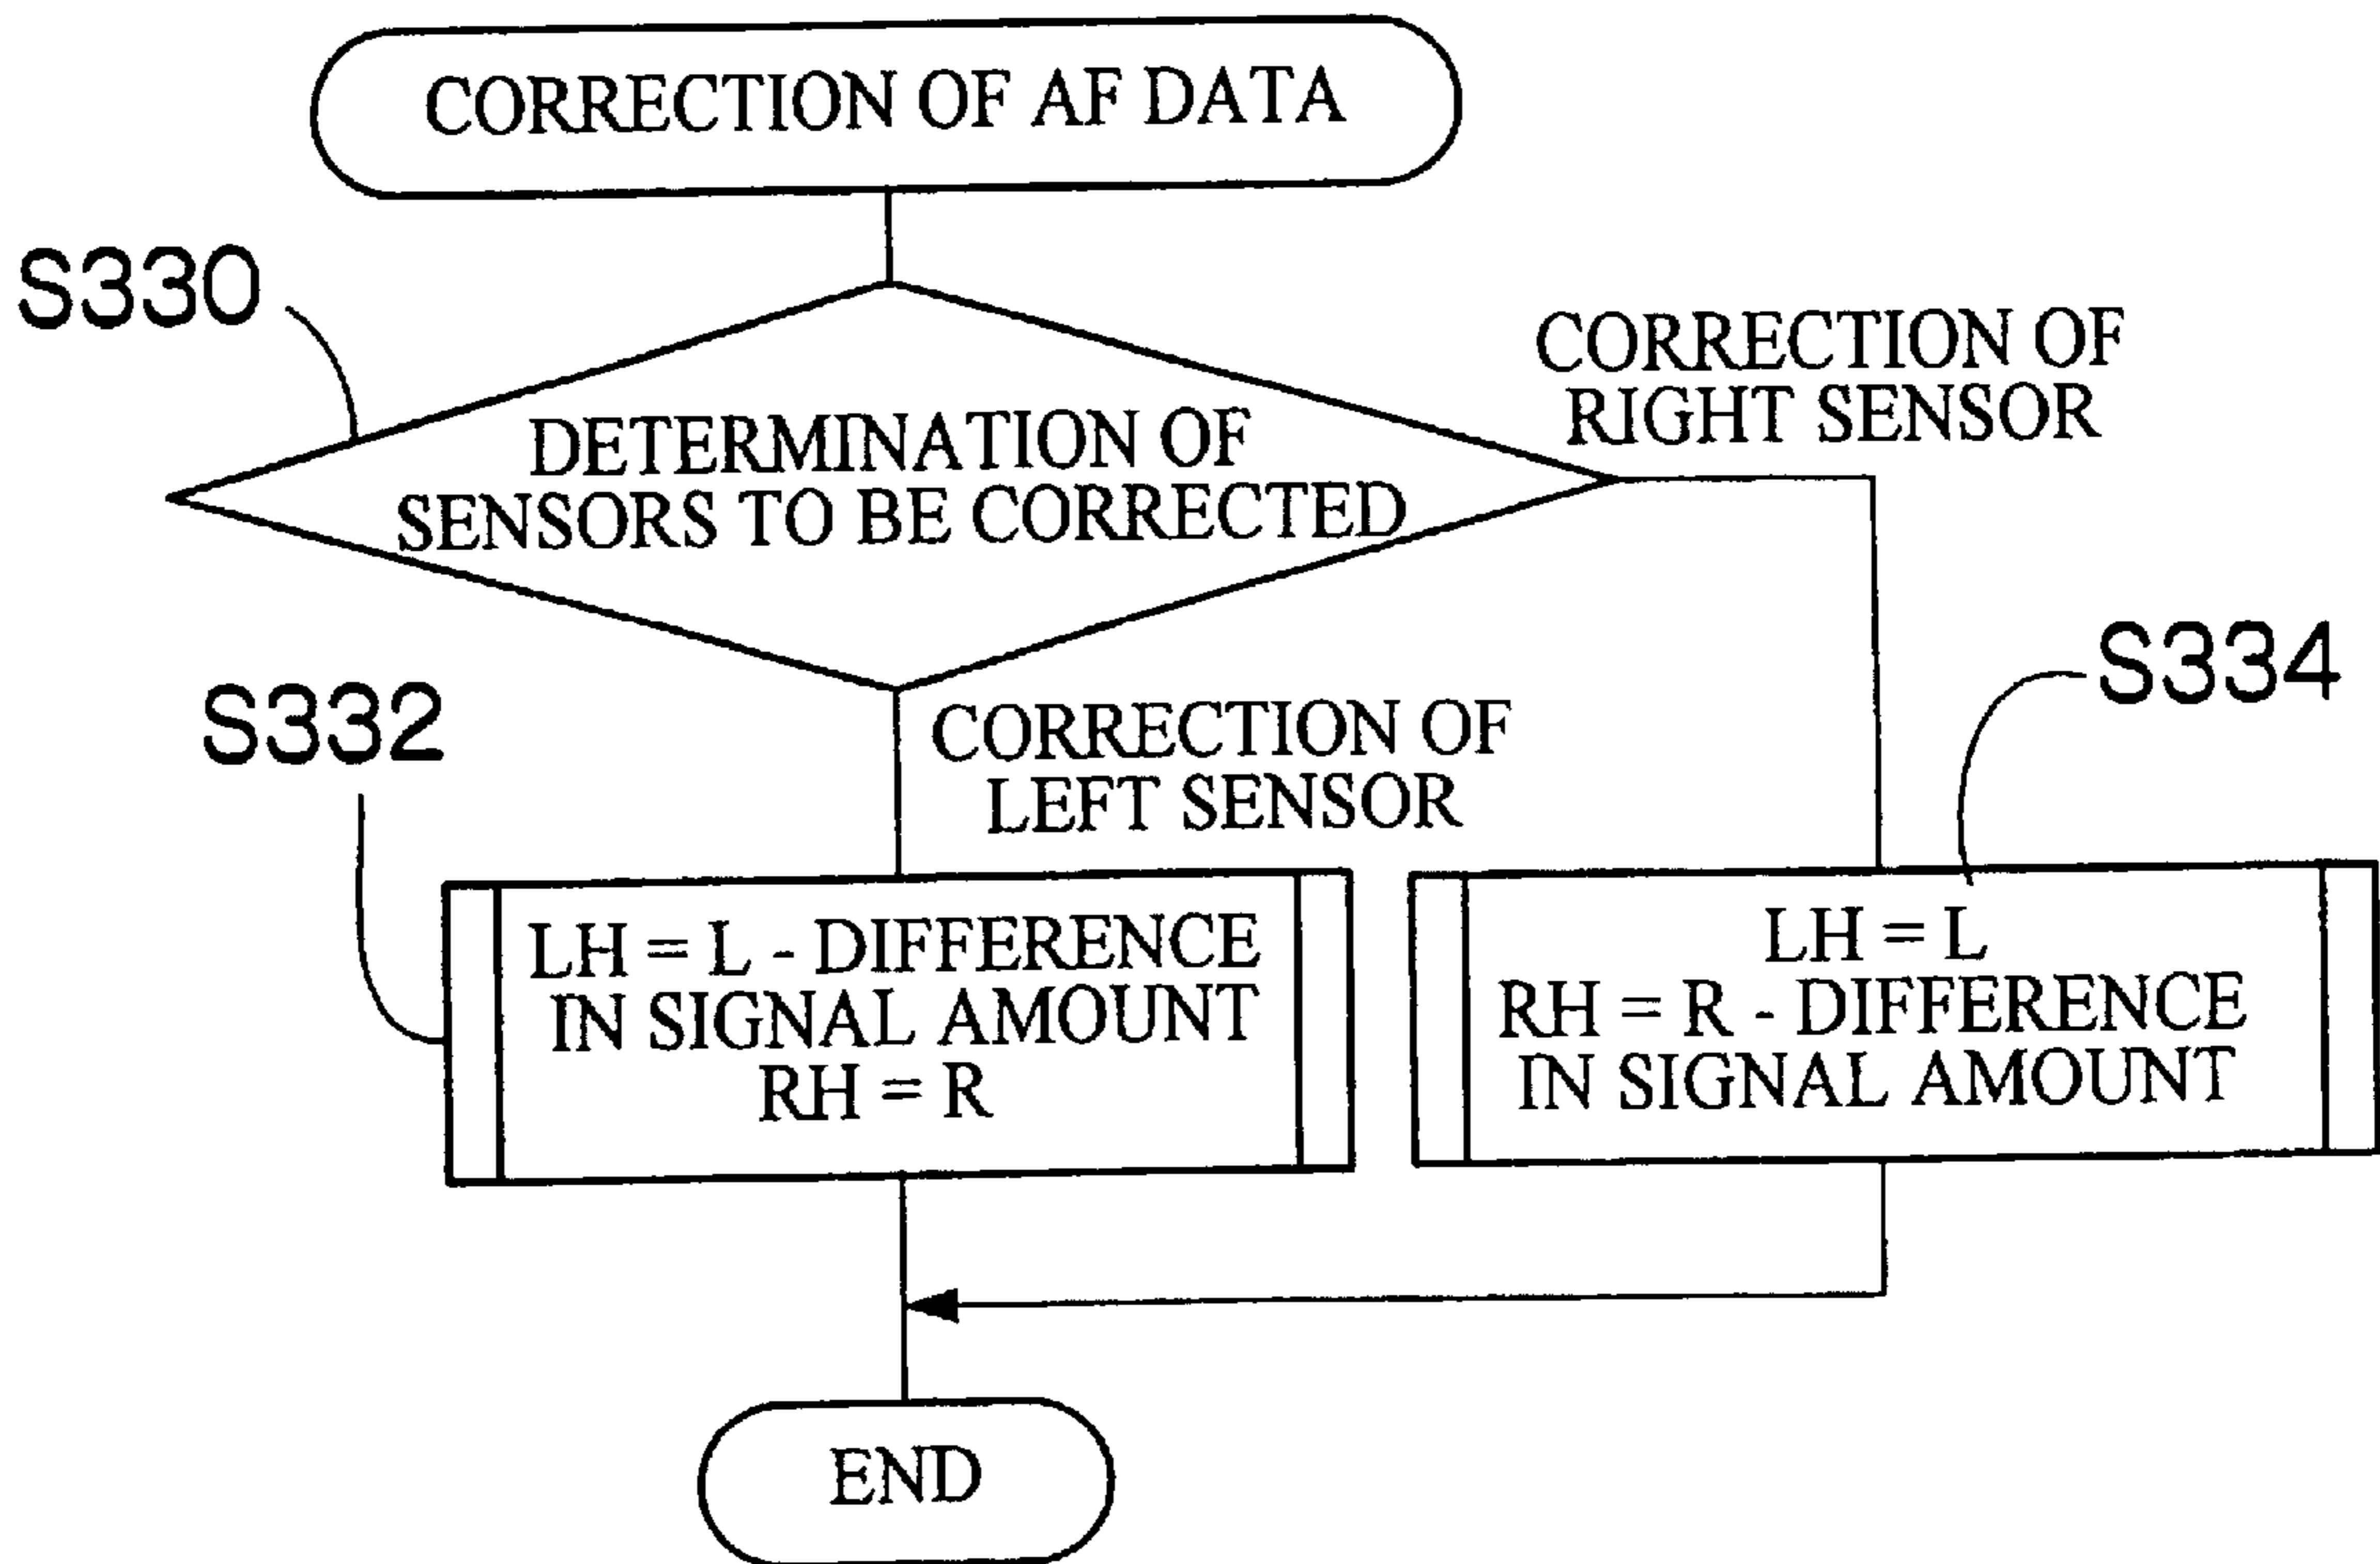 CORRECTION OF AF DATA
S330
DETERMINATION OF
SENSORS TO BE CORRECTED
CORRECTION OF
RIGHT SENSOR
S332
CORRECTION OF
LEFT SENSOR
S334
LH = L - DIFFERENCE
IN SIGNAL AMOUNT
RH = R
LH = L
RH = R - DIFFERENCE
IN SIGNAL AMOUNT
END